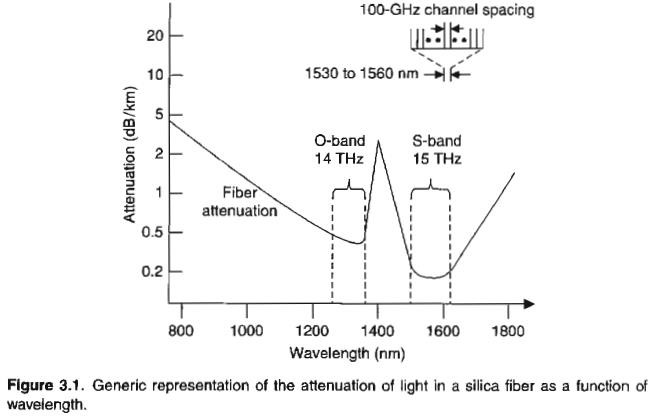 100-GHz channel spacing
1530 to 1560 nm
20
10
5
2
1
0.5
0.2
Attenuation (dB/km)
O-band
14 THz
S-band
15 THz
Fiber
attenuation
800 1000 1200 1400 1600 1800
Wavelength (nm)
Figure 3.1. Generic representation of the attenuation of light in a silica fiber as a function of
wavelength.